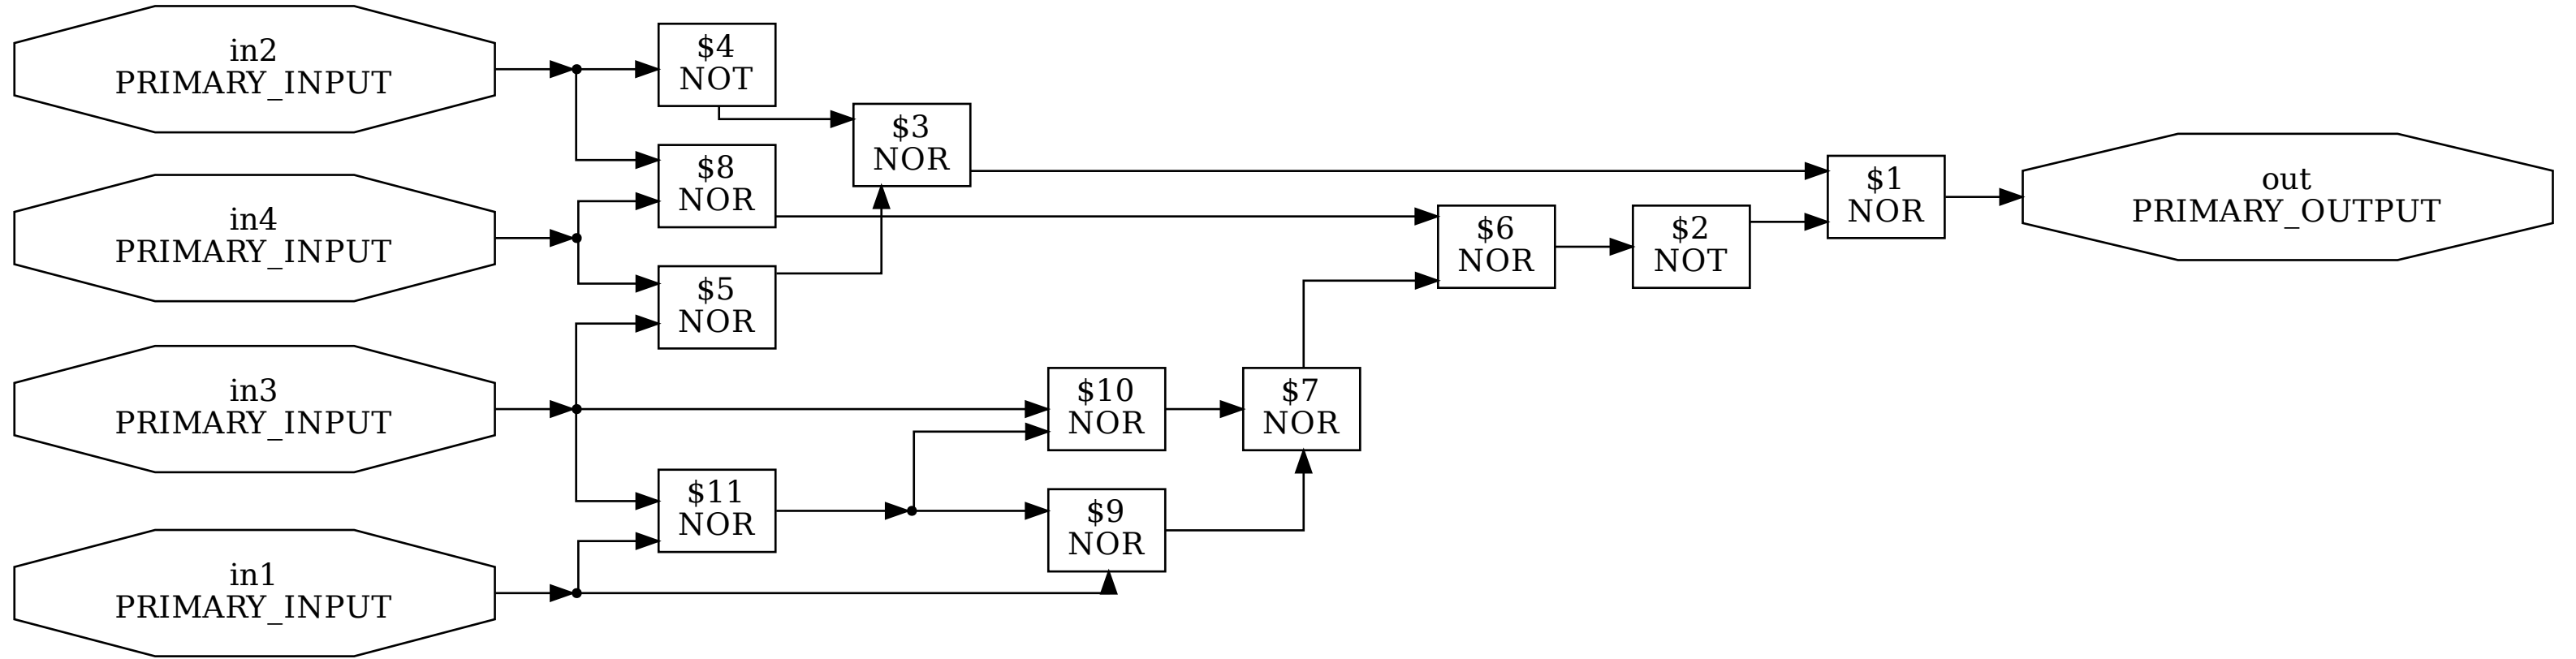 in2
PRIMARY_INPUT
$4
NOT
$3
NOR
$8
NOR
in4
PRIMARY_INPUT
$5
NOR
$6
NOR
$2
NOT
$1
NOR
out
PRIMARY_OUTPUT
in3
PRIMARY_INPUT
$10
NOR
$7
NOR
$11
NOR
$9
NOR
in1
PRIMARY_INPUT